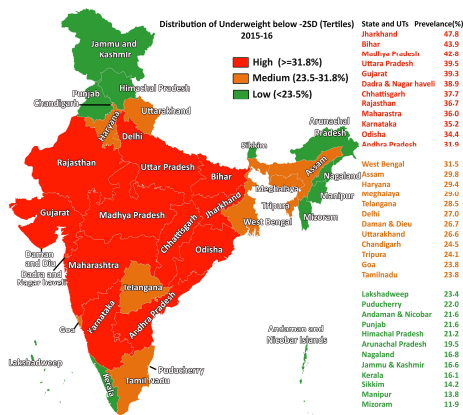 Distribution of Underweight below -2SD (Tertiles)
2015-16
High (>=31.8%)
Medium (23.5-31.8%)
Low (<23.5%)
State and UTs Prevelance(%)
Jharkhand 47.8
Bihar 43.9
Madhya Pradesh 42.8
Uttara Pradesh 39.5
Gujarat 39.3
Dadra & Nagar haveli 38.9
Chhattisgarh 37.7
Rajasthan 36.7
Maharashtra 36.0
Karnataka 35.2
Odisha 34.4
Andhra Pradesh 31.9
West Bengal 31.5
Assam 29.8
Haryana 29.4
Meghalaya 29.0
Telangana 28.5
Delhi 27.0
Daman & Dieu 26.7
Uttarakhand 26.6
Chandigarh 24.5
Tripura 24.1
Goa 23.8
Tamilnadu 23.8
Lakshadweep 23.4
Puducherry 22.0
Andaman & Nicobar 21.6
Punjab 21.6
Himachal Pradesh 21.2
Arunachal Pradesh 19.5
Nagaland 16.8
Jammu & Kashmir 16.6
Kerala 16.1
Sikkim 14.2
Manipur 13.8
Mizoram 11.9
Jammu and
Kashmir
Himachal Pradesh
Punjab
Chandigarh
Uttarakhand
Haryana
Delhi
Rajasthan
Uttar Pradesh
Bihar
Sikkim
Arunachal
Pradesh
Assam
Nagaland
Meghalaya
Manipur
Tripura
Mizoram
West Bengal
Jharkhand
Gujarat
Madhya Pradesh
Chhattisgarh
Odisha
Daman
and Diu
Dadra and
Nagar haveli
Maharashtra
Telangana
Andhra Pradesh
Karnataka
Goa
Lakshadweep
Kerala
Tamil Nadu
Puducherry
Andaman and
Nicobar Islands